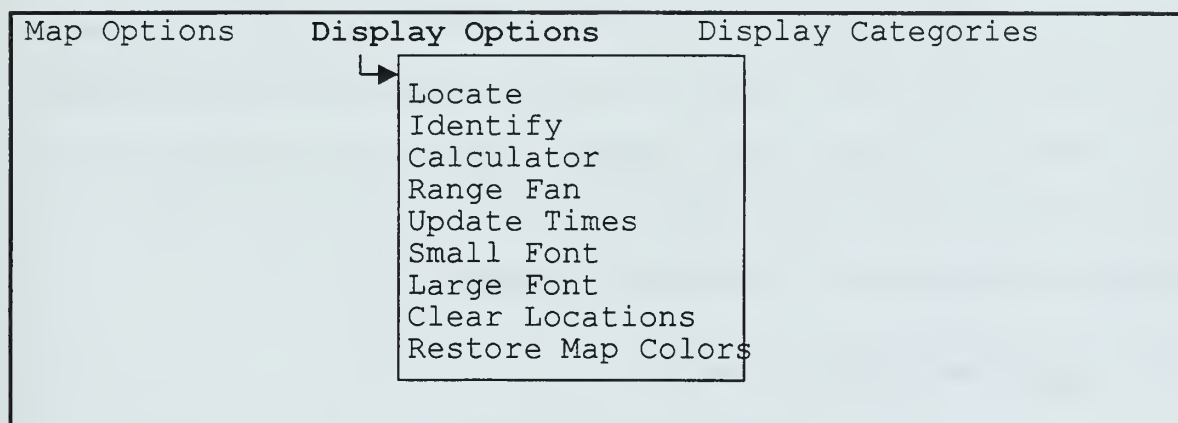 Map Options Display Options Display Categories
Locate
Identify
Calculator
Range Fan
Update Times
Small Font
Large Font
Clear Locations
Restore Map Colors